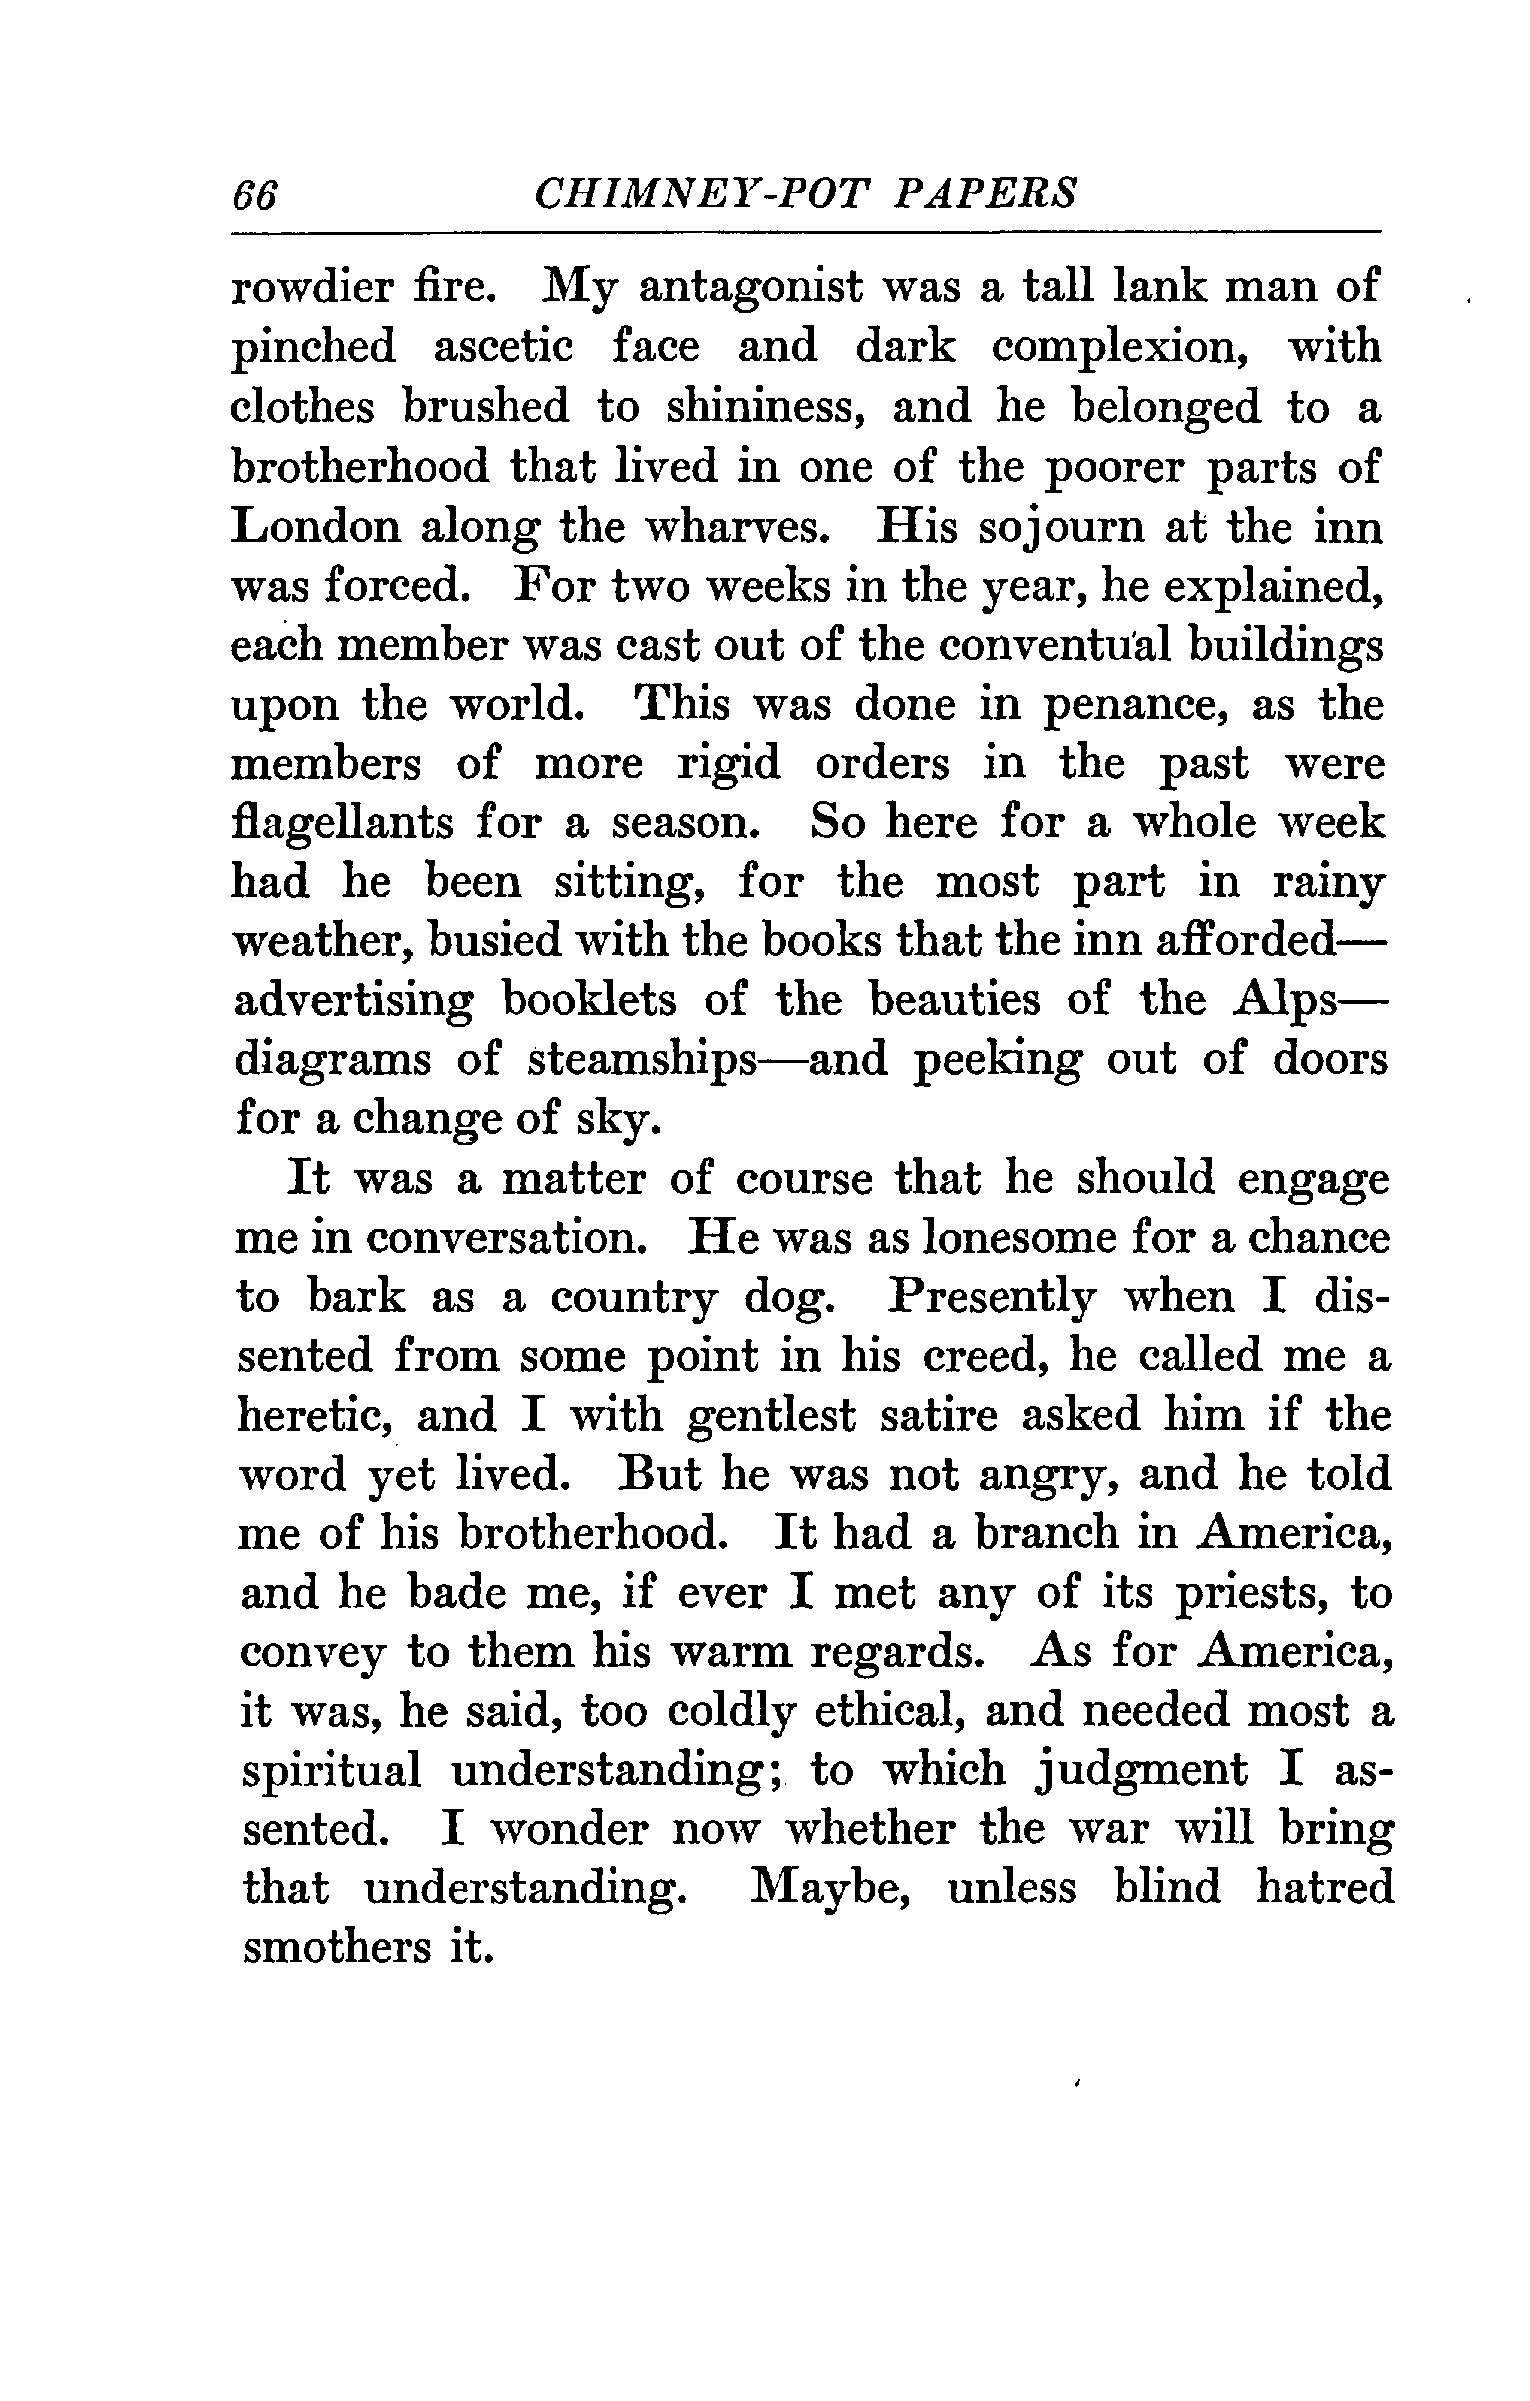 66 CHIMNEY-POT PAPERS
rowdier fire. My antagonist was a tall lank man of
pinched ascetic face and dark complexion, with
clothes brushed to shininess, and he belonged to a
brotherhood that lived in one of the poorer parts of
London along the wharves. His sojourn at the inn
was forced. For two weeks in the year, he explained,
each member was cast out of the conventual buildings
upon the world. This was done in penance, as the
members of more rigid orders in the past were
flagellants for a season. So here for a whole week
had he been sitting, for the most part in rainy
weather, busied with the books that the inn afforded—
advertising booklets of the beauties of the Alps—
diagrams of steamships—and peeking out of doors
for a change of sky.
It was a matter of course that he should engage
me in conversation. He was as lonesome for a chance
to bark as a country dog. Presently when I dis-
sented from some point in his creed, he called me a
heretic, and I with gentlest satire asked him if the
word yet lived. But he was not angry, and he told
me of his brotherhood. It had a branch in America,
and he bade me, if ever I met any of its priests, to
convey to them his warm regards. As for America,
it was, he said, too coldly ethical, and needed most a
spiritual understanding; to which judgment I as-
sented. I wonder now whether the war will bring
that understanding. Maybe, unless blind hatred
smothers it.